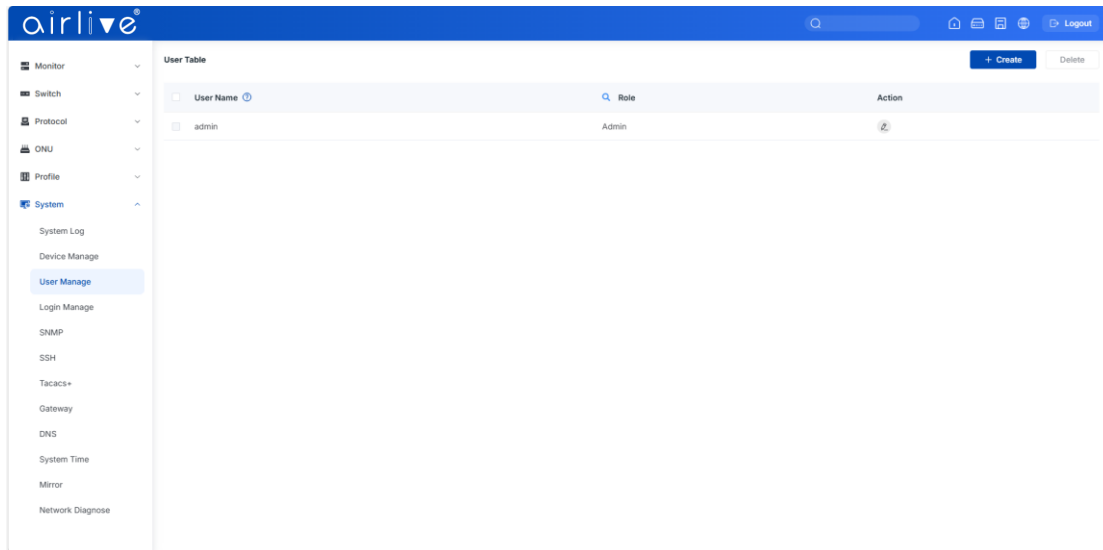 airlive®
Logout
Monitor
Switch
Protocol
ONU
Profile
System
System Log
Device Manage
User Manage
Login Manage
SNMP
SSH
Tacacs+
Gateway
DNS
System Time
Mirror
Network Diagnose
User Table
+ Create
Delete
User Name Role Action
admin Admin